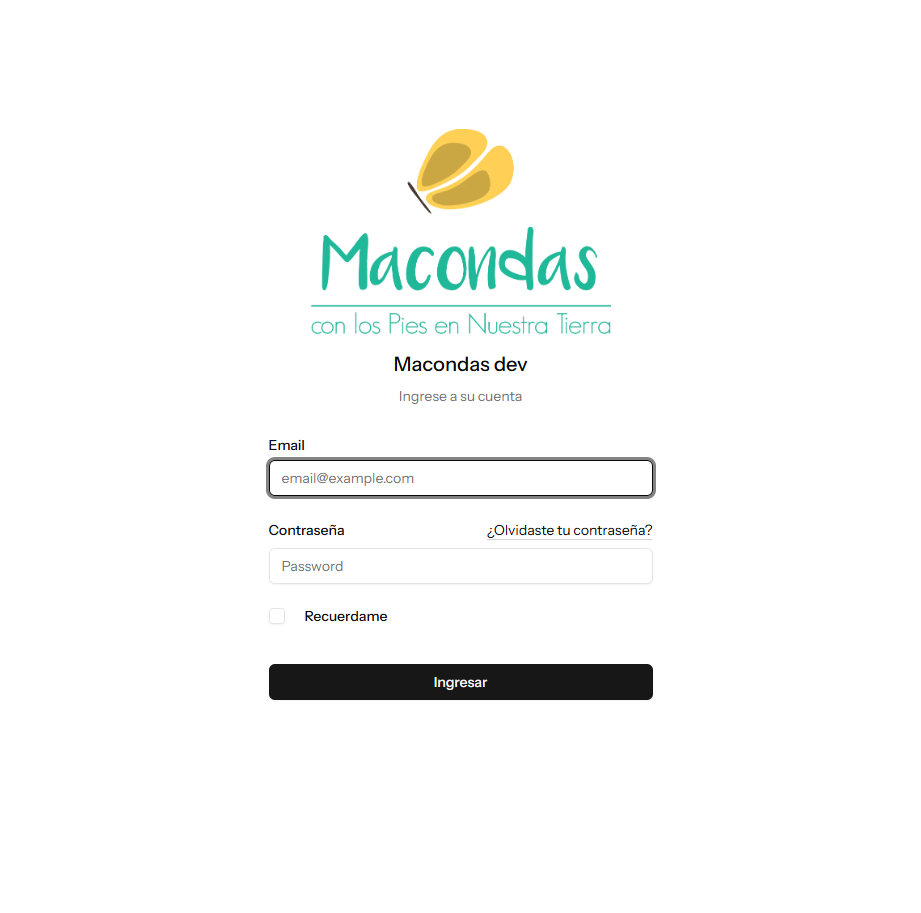 Macondas
con los Pies en Nuestra Tierra
Macondas dev
Ingrese a su cuenta
Email
email@example.com
Contraseña ¿Olvidaste tu contraseña?
Password
Recuerdame
Ingresar